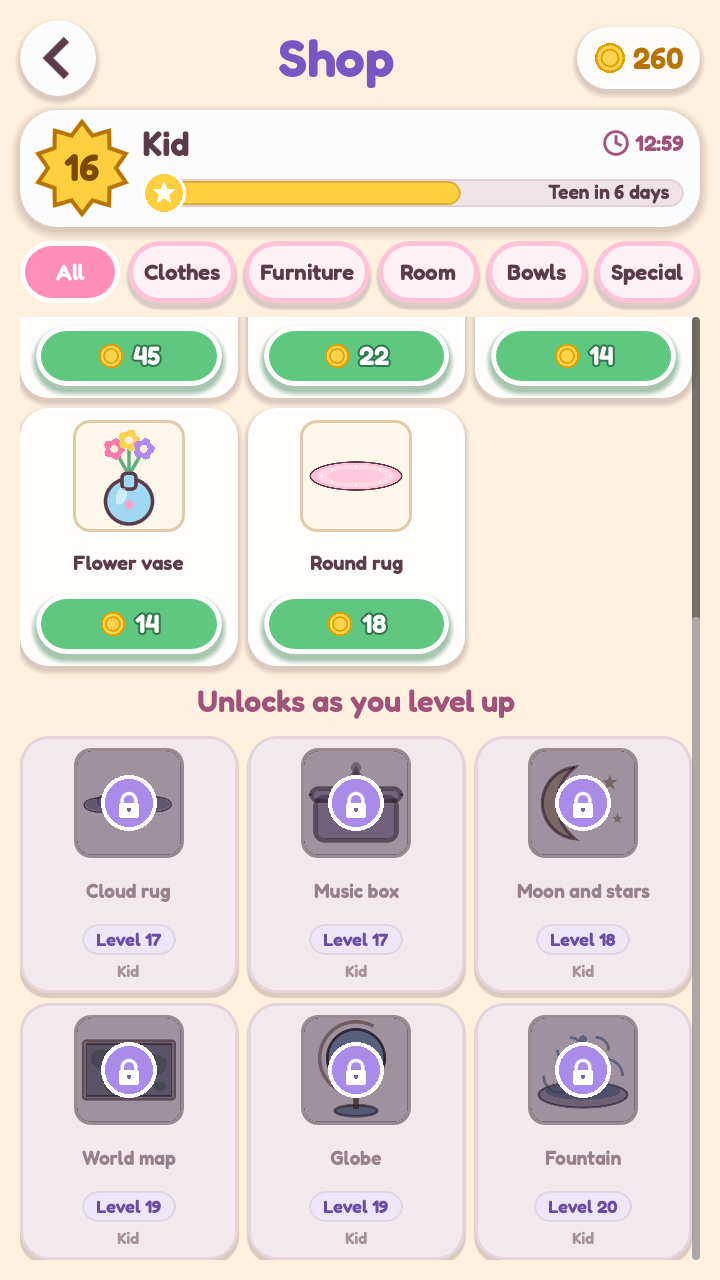 Shop
260
16
Kid
12:59
Teen in 6 days
All
Clothes
Furniture
Room
Bowls
Special
45
22
14
Flower vase
Round rug
14
18
Unlocks as you level up
Cloud rug
Music box
Moon and stars
Level 17
Level 17
Level 18
Kid
Kid
Kid
World map
Globe
Fountain
Level 19
Level 19
Level 20
Kid
Kid
Kid